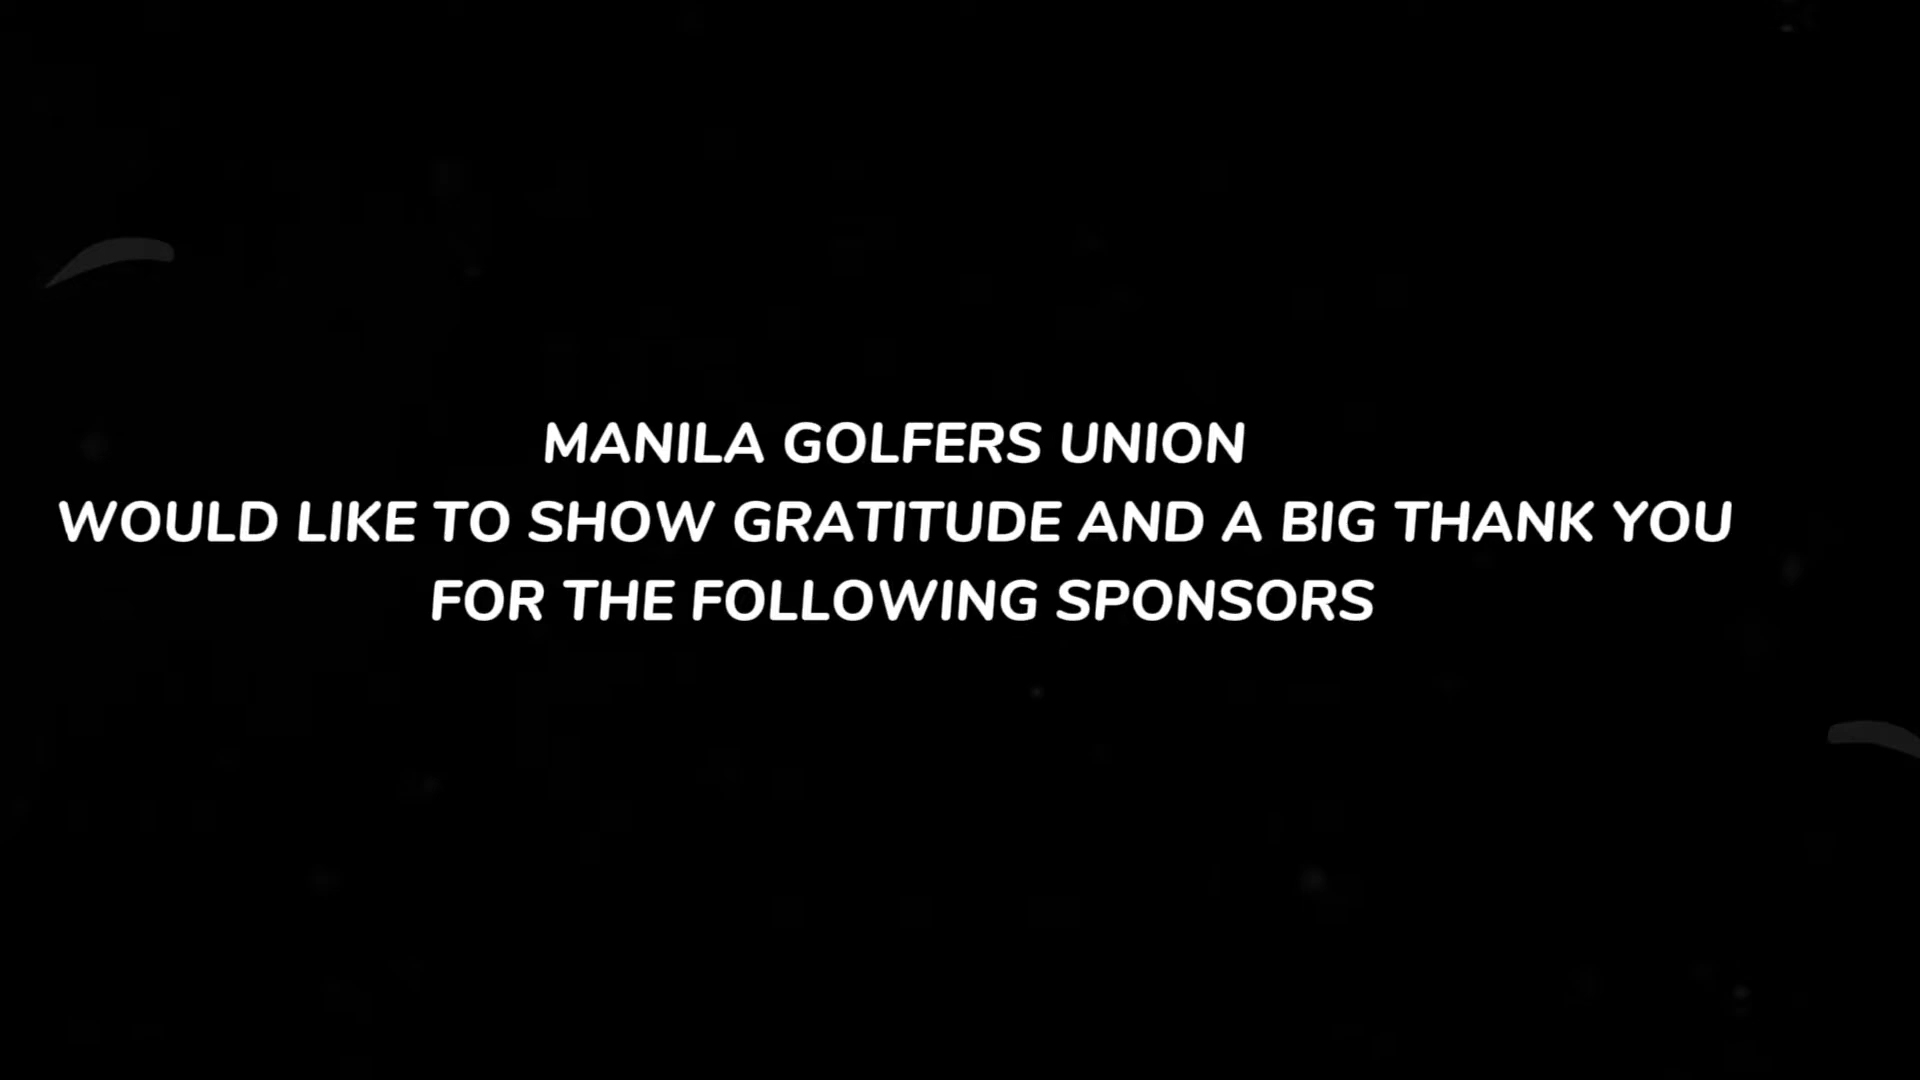 MANILA GOLFERS UNION
WOULD LIKE TO SHOW GRATITUDE AND A BIG THANK YOU
FOR THE FOLLOWING SPONSORS